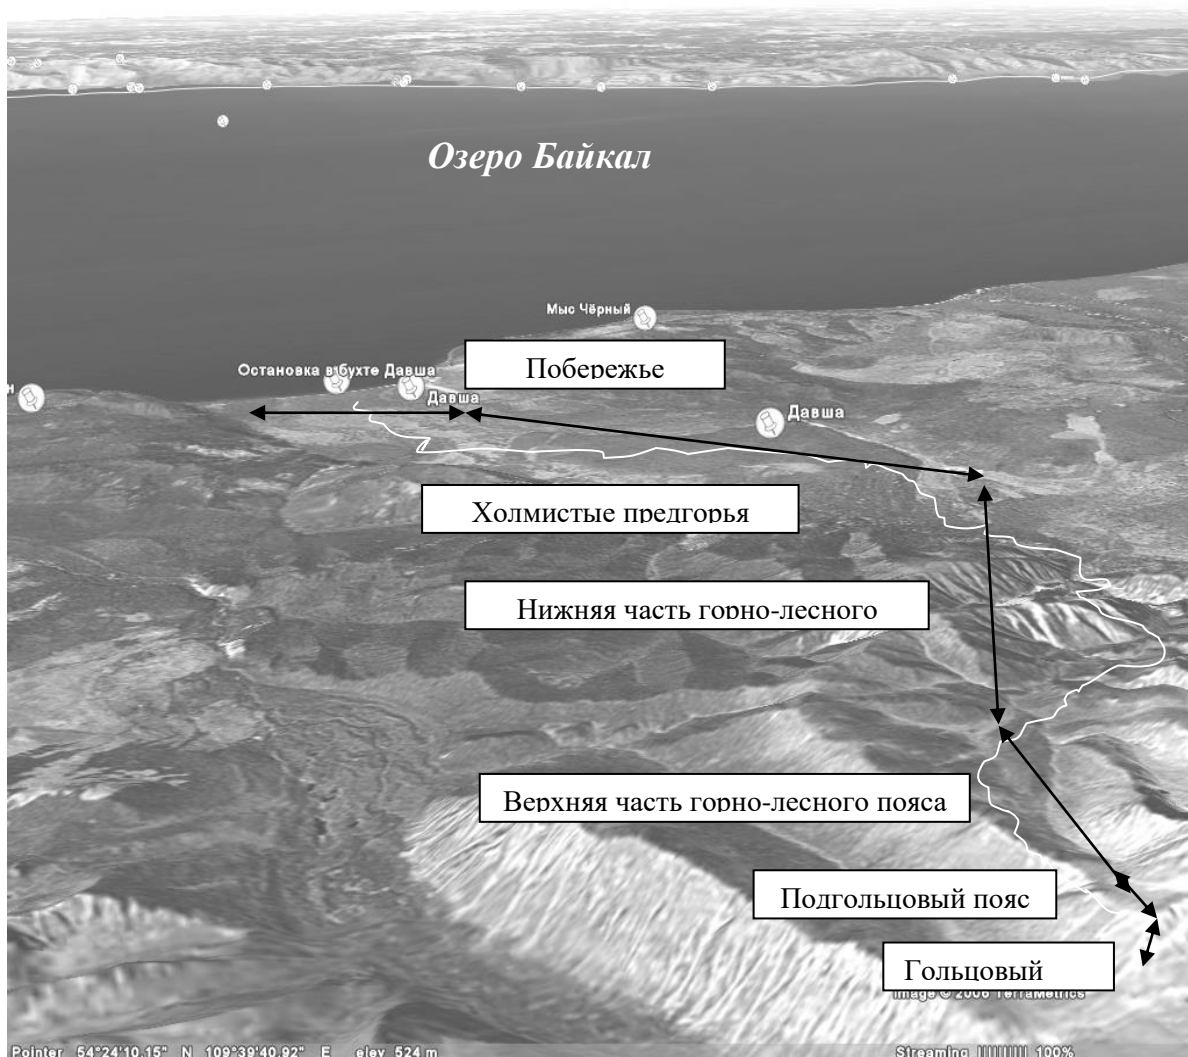 Озеро Байкал
Мыс Чёрный
Побережье
Остановка в бухте Давша
н
Давша
Давша
Холмистые предгорья
Нижняя часть горно-лесного
Верхняя часть горно-лесного пояса
Подгольцовый пояс
Гольцовый
Image © 2006 TerraMetrics
Pointer 54°24'10.15" N 109°39'40.92" E elev 524 m
Streaming ||||||||| 100%